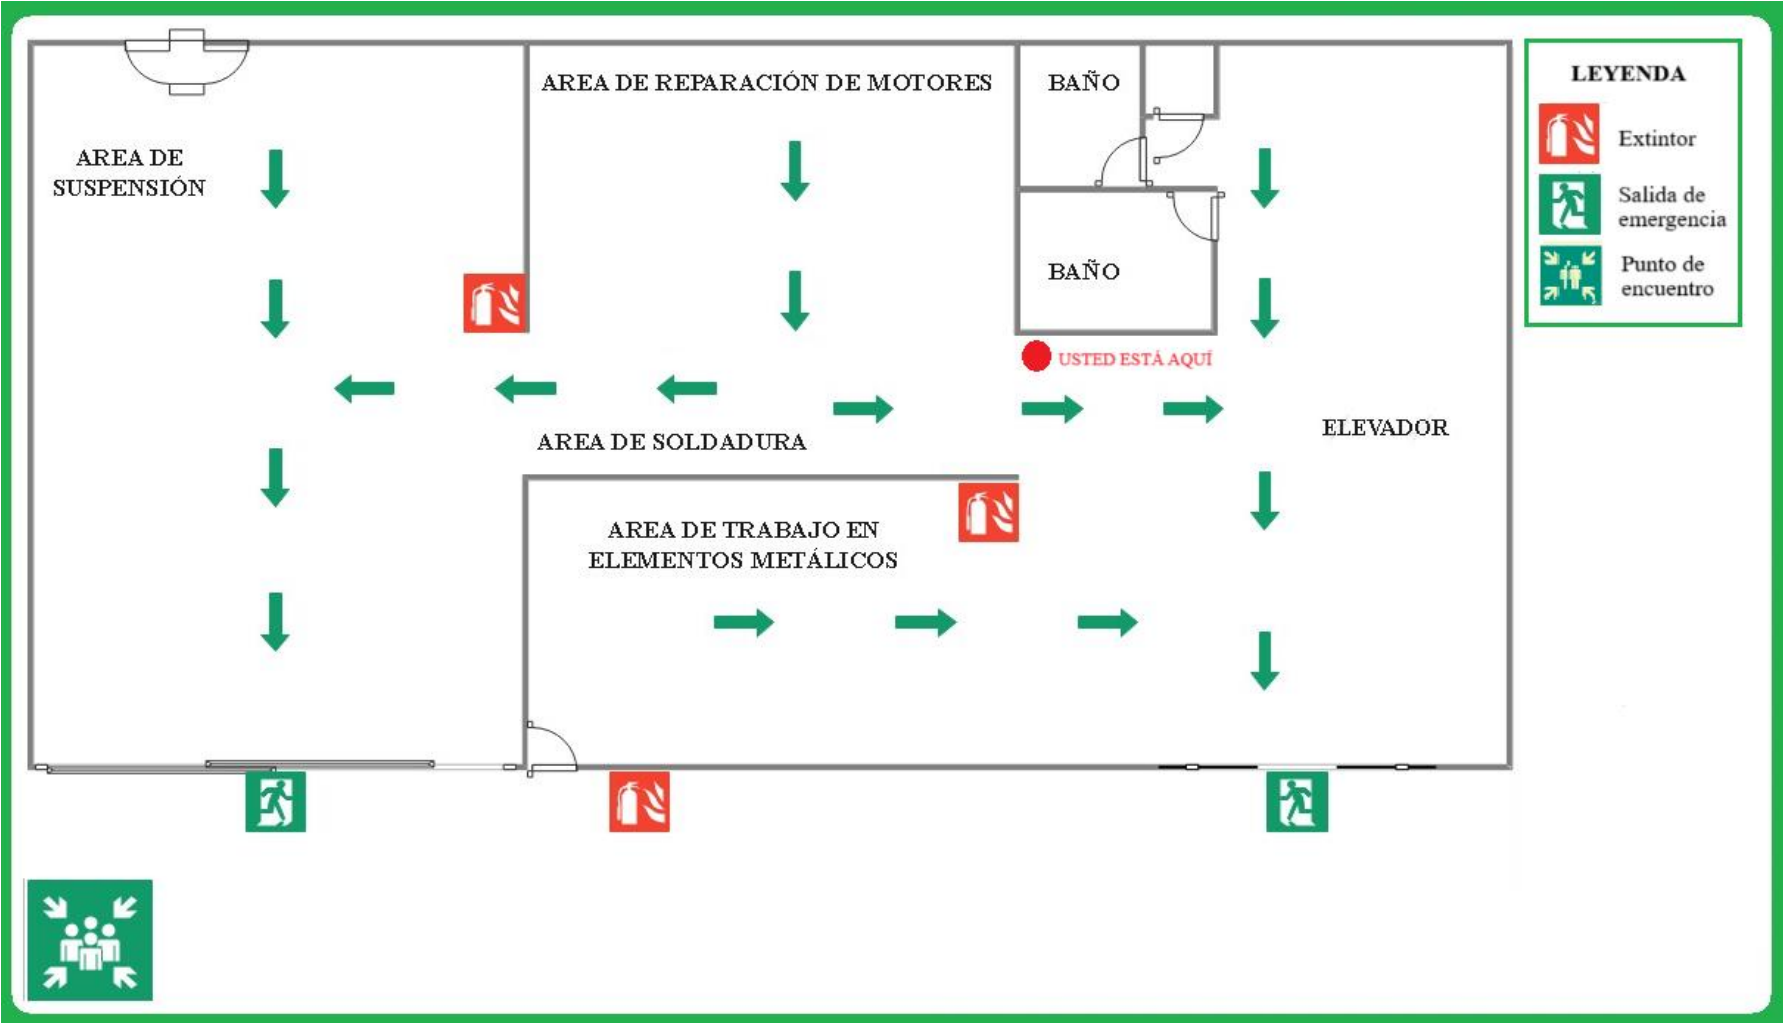 AREA DE REPARACIÓN DE MOTORES
BAÑO
LEYENDA
Extintor
AREA DE
SUSPENSIÓN
Salida de
emergencia
BAÑO
Punto de
encuentro
USTED ESTÁ AQUÍ
ELEVADOR
AREA DE SOLDADURA
AREA DE TRABAJO EN
ELEMENTOS METÁLICOS